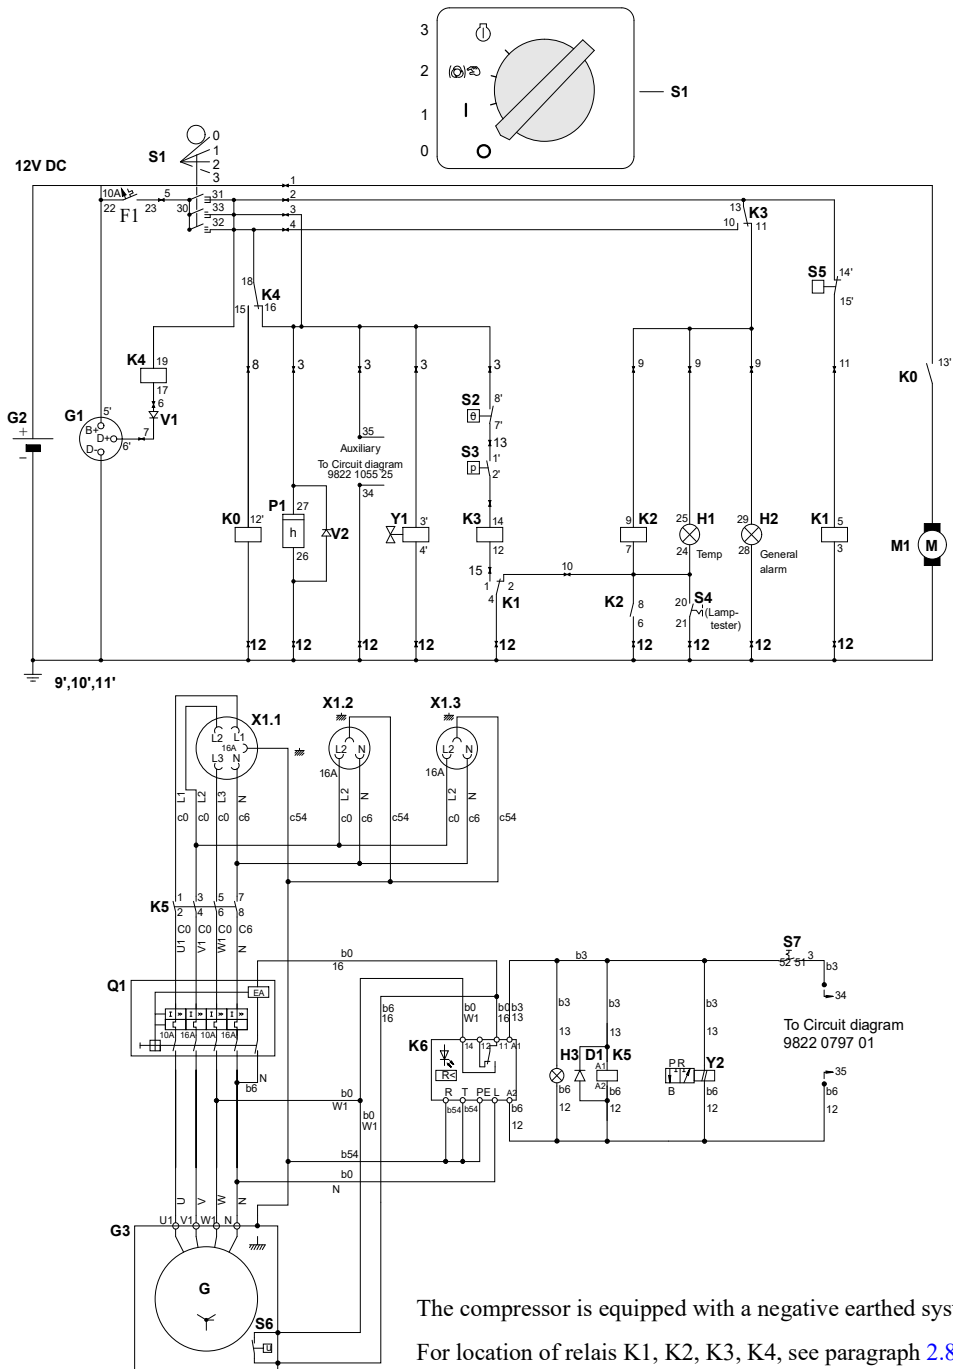 3
2
1
0
S1
S1
0
1
2
3
12V DC
10A
22
F1
23
5
30
31
33
32
1
2
3
4
13
K3
10
11
18
K4
15
16
S5
14'
15'
K4
19
17
6
V1
7
8
3
3
3
3
9
9
9
11
K0
13'
G2
+
−
G1
5'
B+
D+
6'
D-
S2
8'
θ
7'
13
S3
1'
p
2'
35
Auxiliary
To Circuit diagram
9822 1055 25
34
K0
12'
P1
27
h
26
V2
Y1
3'
4'
K3
14
12
K2
9
7
H1
25
24
Temp
H2
29
28
General
alarm
K1
5
3
M1
M
15
1
2
4
K1
10
K2
8
6
20
S4
21
(Lamp-
tester)
12
12
12
12
12
12
12
12
9',10',11'
X1.1
X1.2
X1.3
L2
L1
16A
L3
N
L2
N
16A
L2
N
16A
L1
L2
L3
N
c0
c0
c0
c6
c54
L2
N
c0
c6
c54
L2
N
c0
c6
c54
K5
1
3
5
7
2
4
6
8
C0
C0
C0
C6
U1
V1
W1
N
Q1
EA
I
»
I
»
I
»
I
»
10A
16A
10A
16A
N
b6
b0
16
b0
W1
b0
W1
b6
16
b0
W1
b0
16
b3
13
K6
14
12
11
A1
R<
R
T
PE
L
A2
b54
b54
b6
12
b54
b0
N
b3
b3
13
H3
b6
12
b3
13
D1
K5
A1
A2
b6
12
b3
13
P
R
B
Y2
b6
12
S7
52
51
3
b3
34
To Circuit diagram
9822 0797 01
35
b6
12
U
V
W
N
G3
U1
V1
W1
N
G
S6
The compressor is equipped with a negative earthed sys
For location of relais K1, K2, K3, K4, see paragraph 2.8